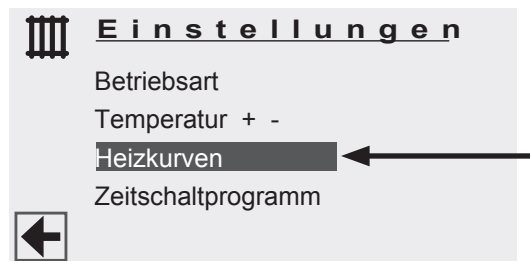 Einstellungen
Betriebsart
Temperatur + -
Heizkurven
Zeitschaltprogramm